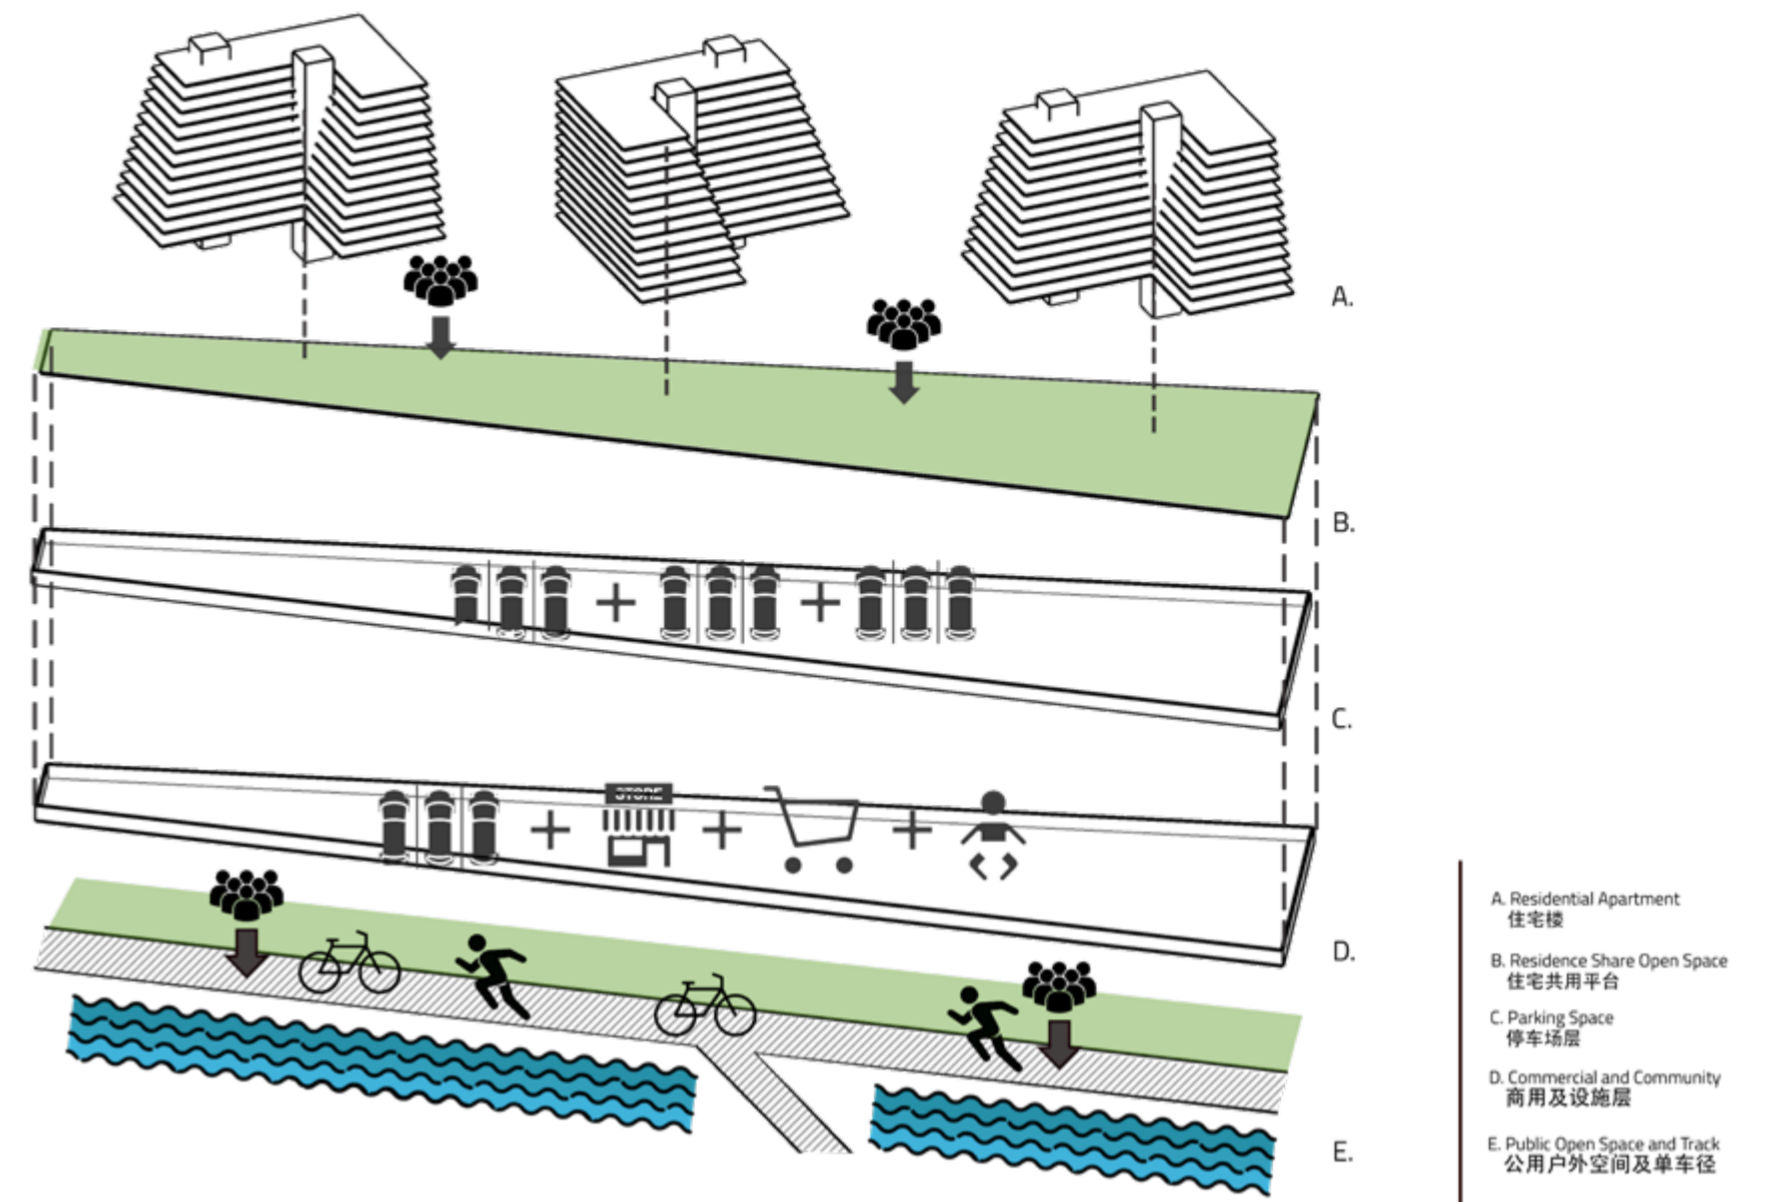 A.
B.
C.
STORE
D.
E.
A. Residential Apartment
住宅楼
B. Residence Share Open Space
住宅共用平台
C. Parking Space
停车场层
D. Commercial and Community
商用及设施层
E. Public Open Space and Track
公用户外空间及单车径